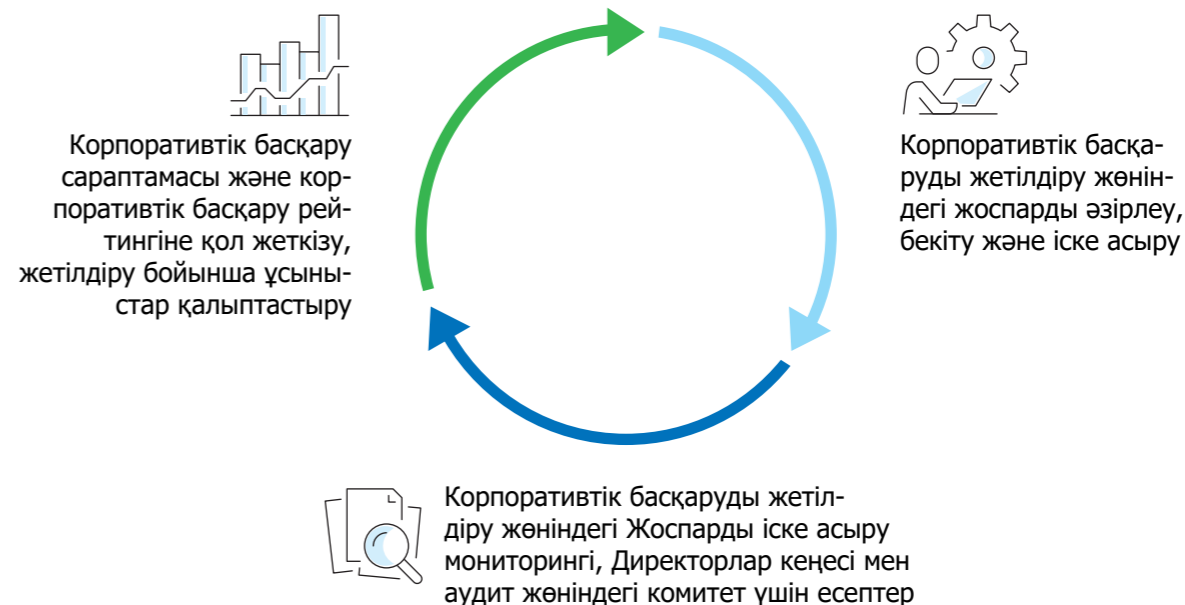 Корпоративтік басқару
сараптамасы және кор-
поративтік басқару рей-
тингіне қол жеткізу,
жетілдіру бойынша ұсыны-
стар қалыптастыру
Корпоративтік басқа-
руды жетілдіру жөнін-
дегі жоспарды әзірлеу,
бекіту және іске асыру
Корпоративтік басқаруды жетіл-
діру жөніндегі Жоспарды іске асыру
мониторингі, Директорлар кеңесі мен
аудит жөніндегі комитет үшін есептер